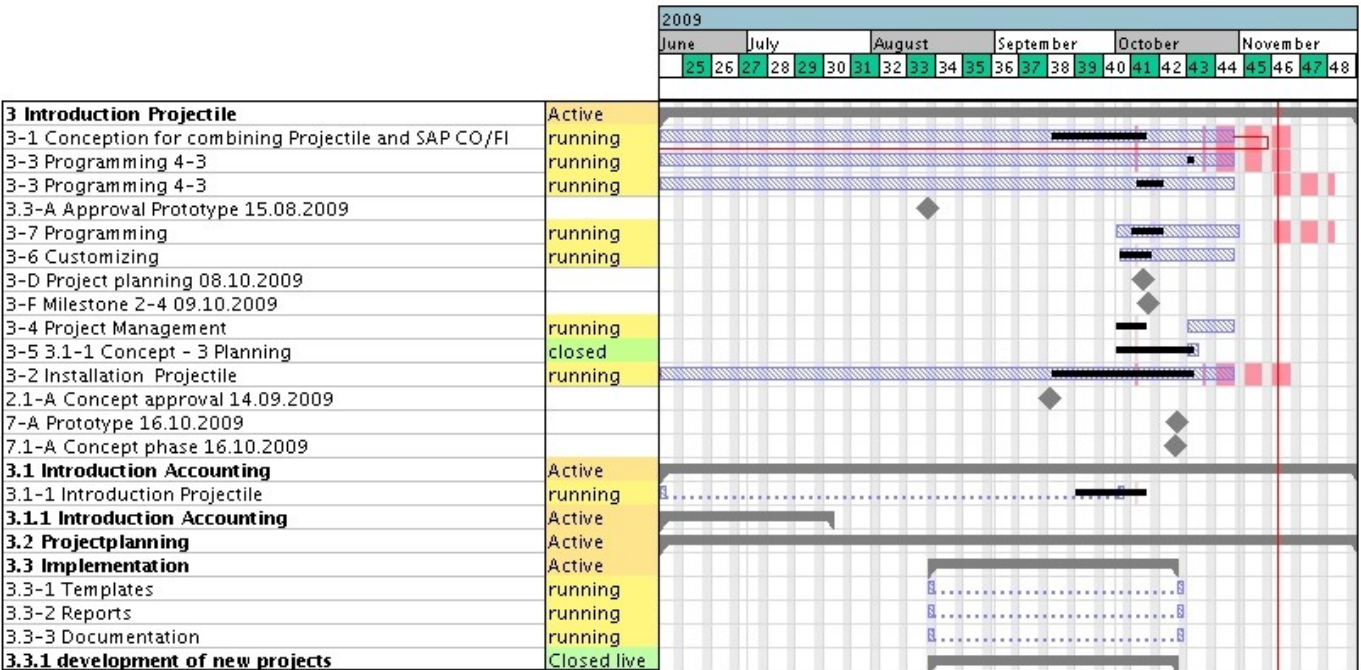 2009
June July August September October November
25 26 27 28 29 30 31 32 33 34 35 36 37 38 39 40 41 42 43 44 45 46 47 48
3 Introduction Projectile Active
3-1 Conception for combining Projectile and SAP CO/FI running
3-3 Programming 4-3 running
3-3 Programming 4-3 running
3.3-A Approval Prototype 15.08.2009
3-7 Programming running
3-6 Customizing running
3-D Project planning 08.10.2009
3-F Milestone 2-4 09.10.2009
3-4 Project Management running
3-5 3.1-1 Concept - 3 Planning closed
3-2 Installation Projectile running
2.1-A Concept approval 14.09.2009
7-A Prototype 16.10.2009
7.1-A Concept phase 16.10.2009
3.1 Introduction Accounting Active
3.1-1 Introduction Projectile running
3.1.1 Introduction Accounting Active
3.2 Projectplanning Active
3.3 Implementation Active
3.3-1 Templates running
3.3-2 Reports running
3.3-3 Documentation running
3.3.1 development of new projects Closed live